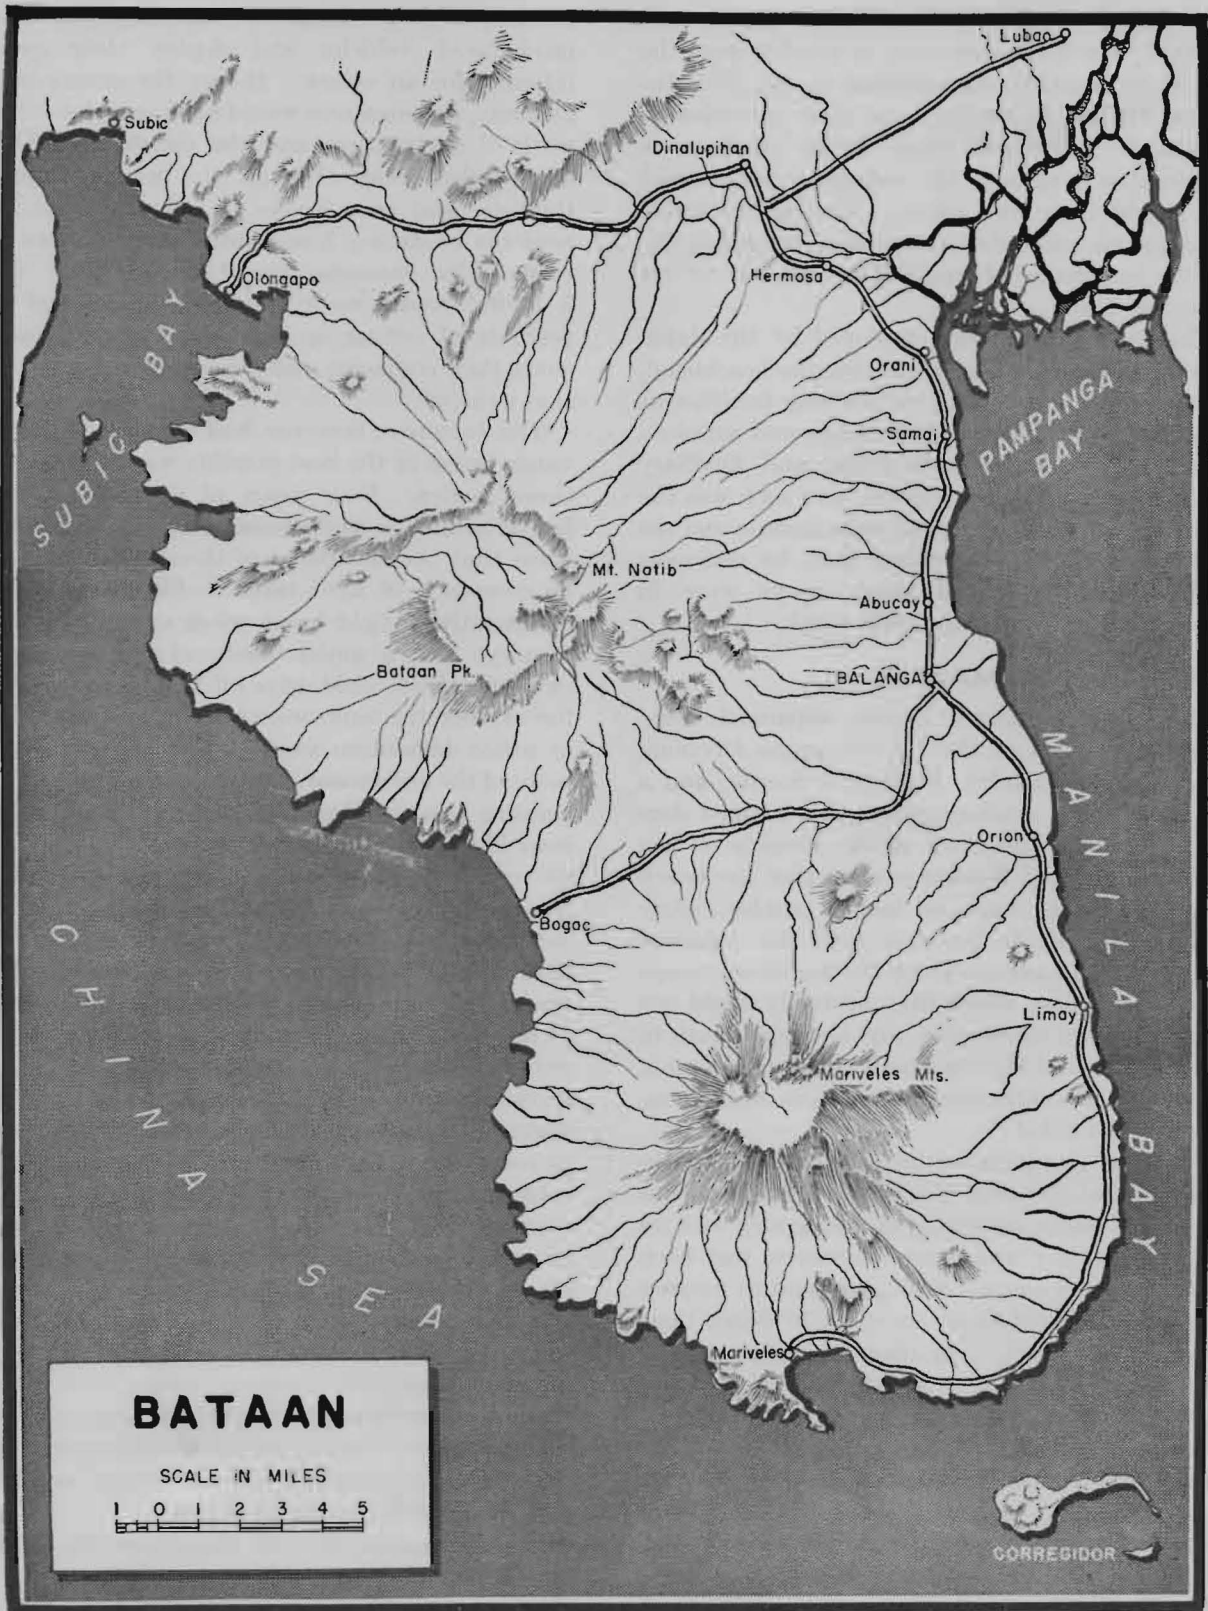 Lubao
Subic
Dinalupihan
Olongapo
Hermosa
Orani
Samai
PAMPANGA
BAY
SUBIC BAY
Mt. Natib
Abucay
Bataan Pk.
BALANGA
MANILA BAY
Orion
Bagac
Limay
Mariveles Mts.
CHINA SEA
Mariveles
BATAAN
SCALE IN MILES
1 0 1 2 3 4 5
CORREGIDOR